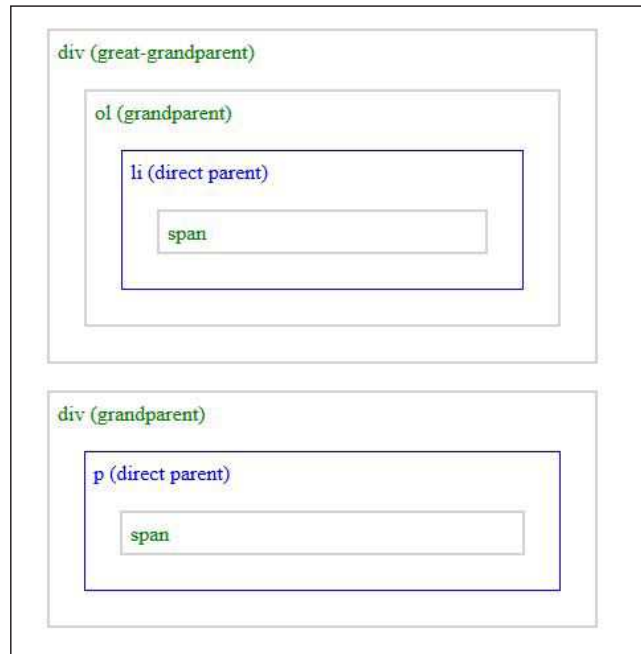 div (great-grandparent)
ol (grandparent)
li (direct parent)
span
div (grandparent)
p (direct parent)
span